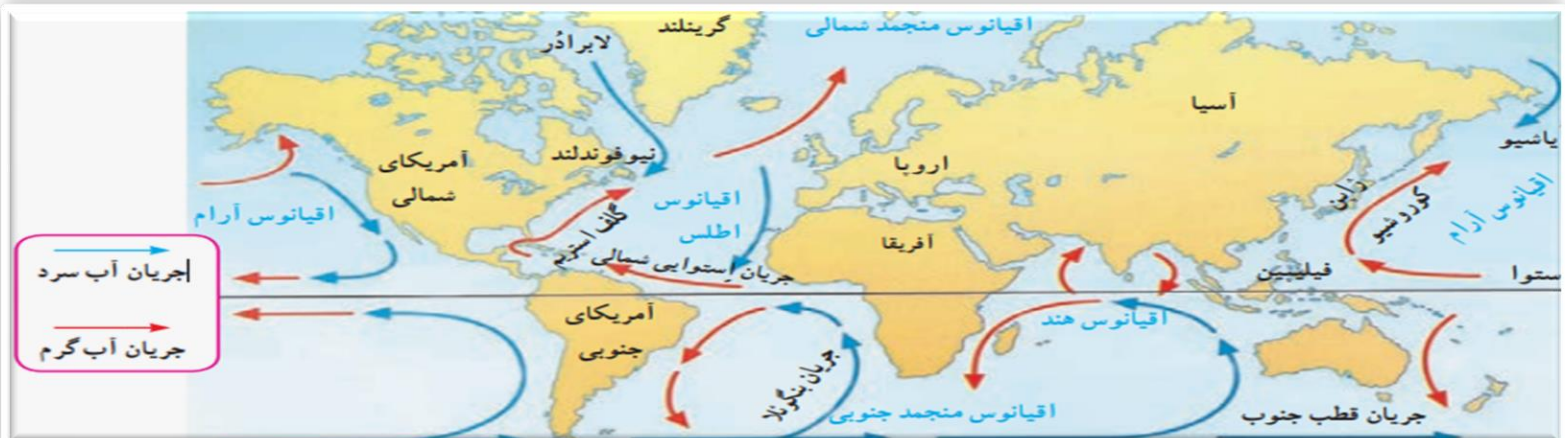 اقیانوس منجمد شمالی
گرینلند
لابرادُر
آسیا
یاشیو
نیوفوندلند
اروپا
آمریکای
شمالی
اقیانوس
اطلس
اقیانوس آرام
گلف استریم
ژاپن
کوروشیو
اقیانوس آرام
آفریقا
جریان آب سرد
جریان استوایی شمالی
فیلیپین
ستوا
آمریکای
جنوبی
اقیانوس هند
جریان آب گرم
جریان بنگوئلا
اقیانوس منجمد جنوبی
جریان قطب جنوب